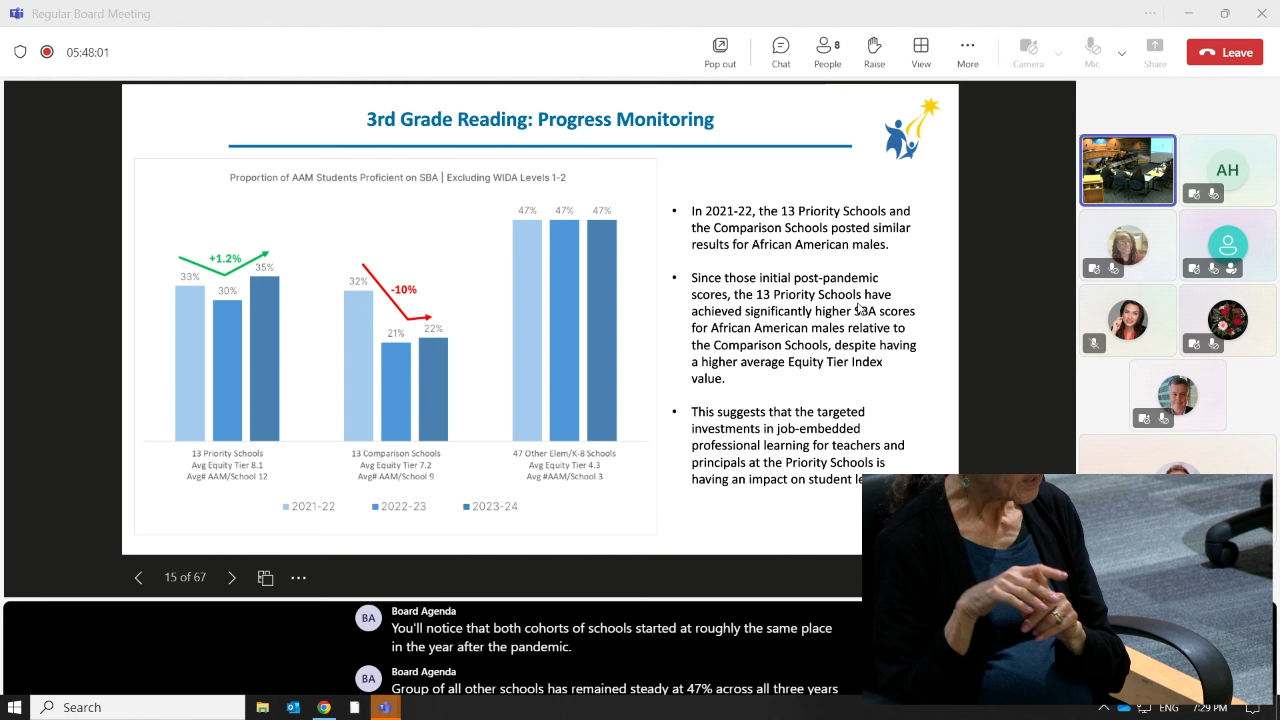 Regular Board Meeting
05:48:01
Pop out
Chat
8
People
Raise
View
More
Camera
Mic
Share
Leave
3rd Grade Reading: Progress Monitoring
Proportion of AAM Students Proficient on SBA | Excluding WIDA Levels 1-2
+1.2%
33%
30%
35%
-10%
32%
21%
22%
47%
47%
47%
13 Priority Schools
Avg Equity Tier 8.1
Avg# AAM/School 12
13 Comparison Schools
Avg Equity Tier 7.2
Avg# AAM/School 9
47 Other Elem/K-8 Schools
Avg Equity Tier 4.3
Avg #AAM/School 3
2021-22
2022-23
2023-24
• In 2021-22, the 13 Priority Schools and
the Comparison Schools posted similar
results for African American males.
• Since those initial post-pandemic
scores, the 13 Priority Schools have
achieved significantly higher SBA scores
for African American males relative to
the Comparison Schools, despite having
a higher average Equity Tier Index
value.
• This suggests that the targeted
investments in job-embedded
professional learning for teachers and
principals at the Priority Schools is
having an impact on student
AH
15 of 67
BA
Board Agenda
You'll notice that both cohorts of schools started at roughly the same place
in the year after the pandemic.
BA
Board Agenda
Group of all other schools has remained steady at 47% across all three years
Search
ENG
7:29 PM